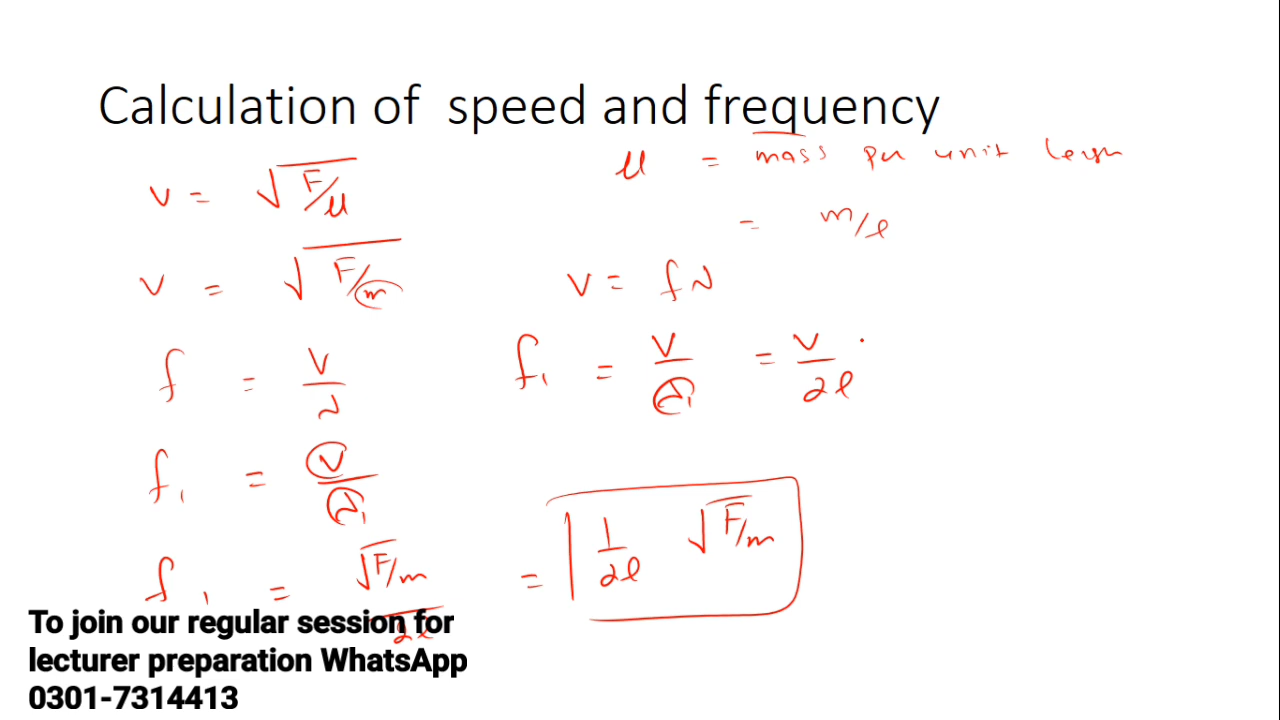 Calculation of speed and frequency
μ = mass per unit length
v = √F/μ
= m/l
v = √F/m
v = fλ
f = v/λ
f₁ = v/λ₁ = v/2l
f₁ = v/λ₁
f₁ = √F/m / 2l = 1/2l √F/m
To join our regular session for
lecturer preparation WhatsApp
0301-7314413